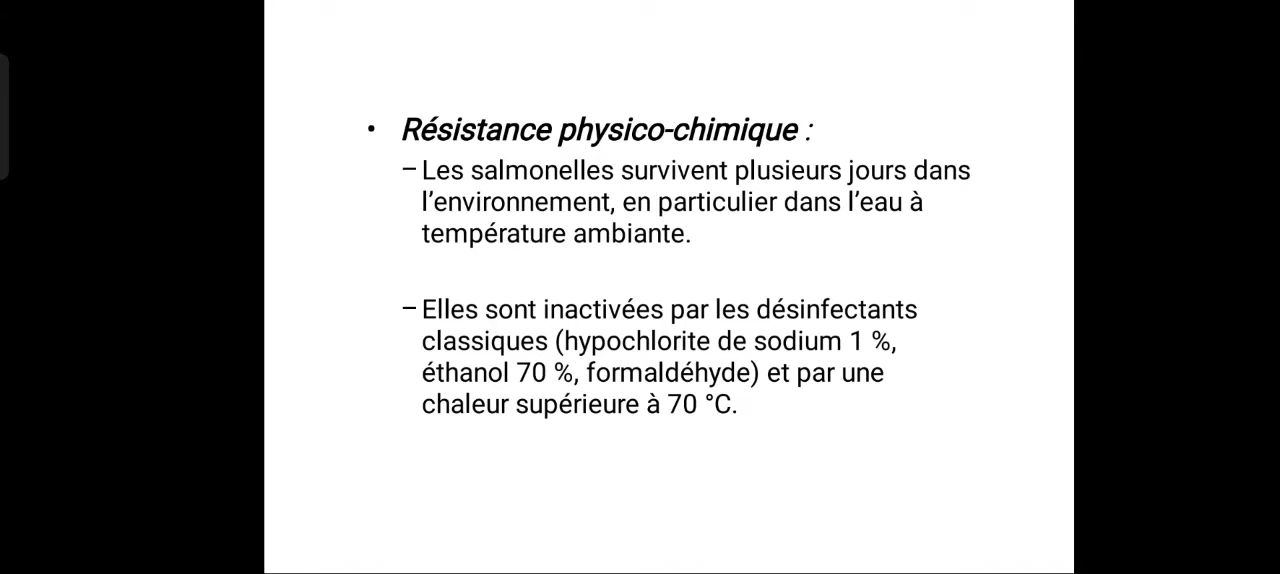 • Résistance physico-chimique :
– Les salmonelles survivent plusieurs jours dans
l’environnement, en particulier dans l’eau à
température ambiante.
– Elles sont inactivées par les désinfectants
classiques (hypochlorite de sodium 1 %,
éthanol 70 %, formaldéhyde) et par une
chaleur supérieure à 70 °C.